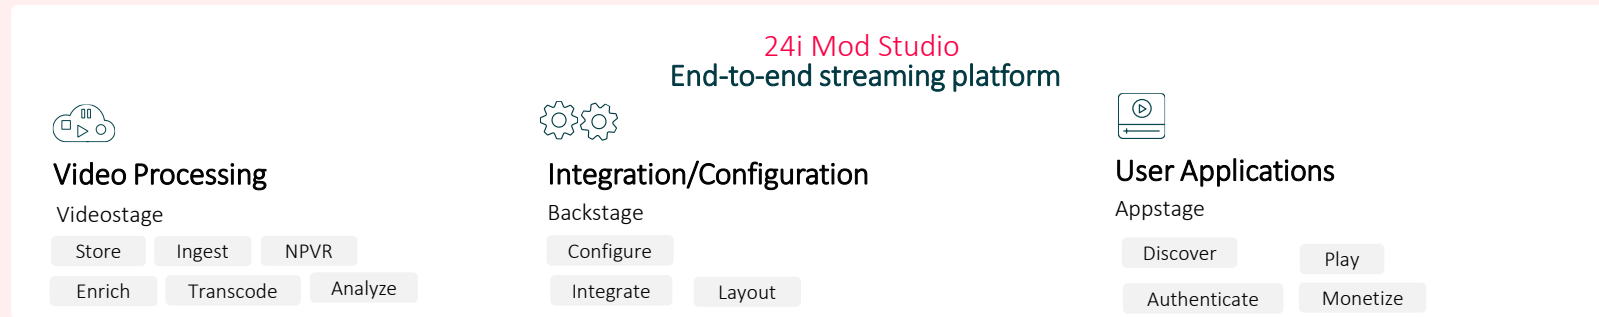 24i Mod Studio
End-to-end streaming platform
Video Processing
Videostage
Store Ingest NPVR
Enrich Transcode Analyze
Integration/Configuration
Backstage
Configure
Integrate Layout
User Applications
Appstage
Discover Play
Authenticate Monetize